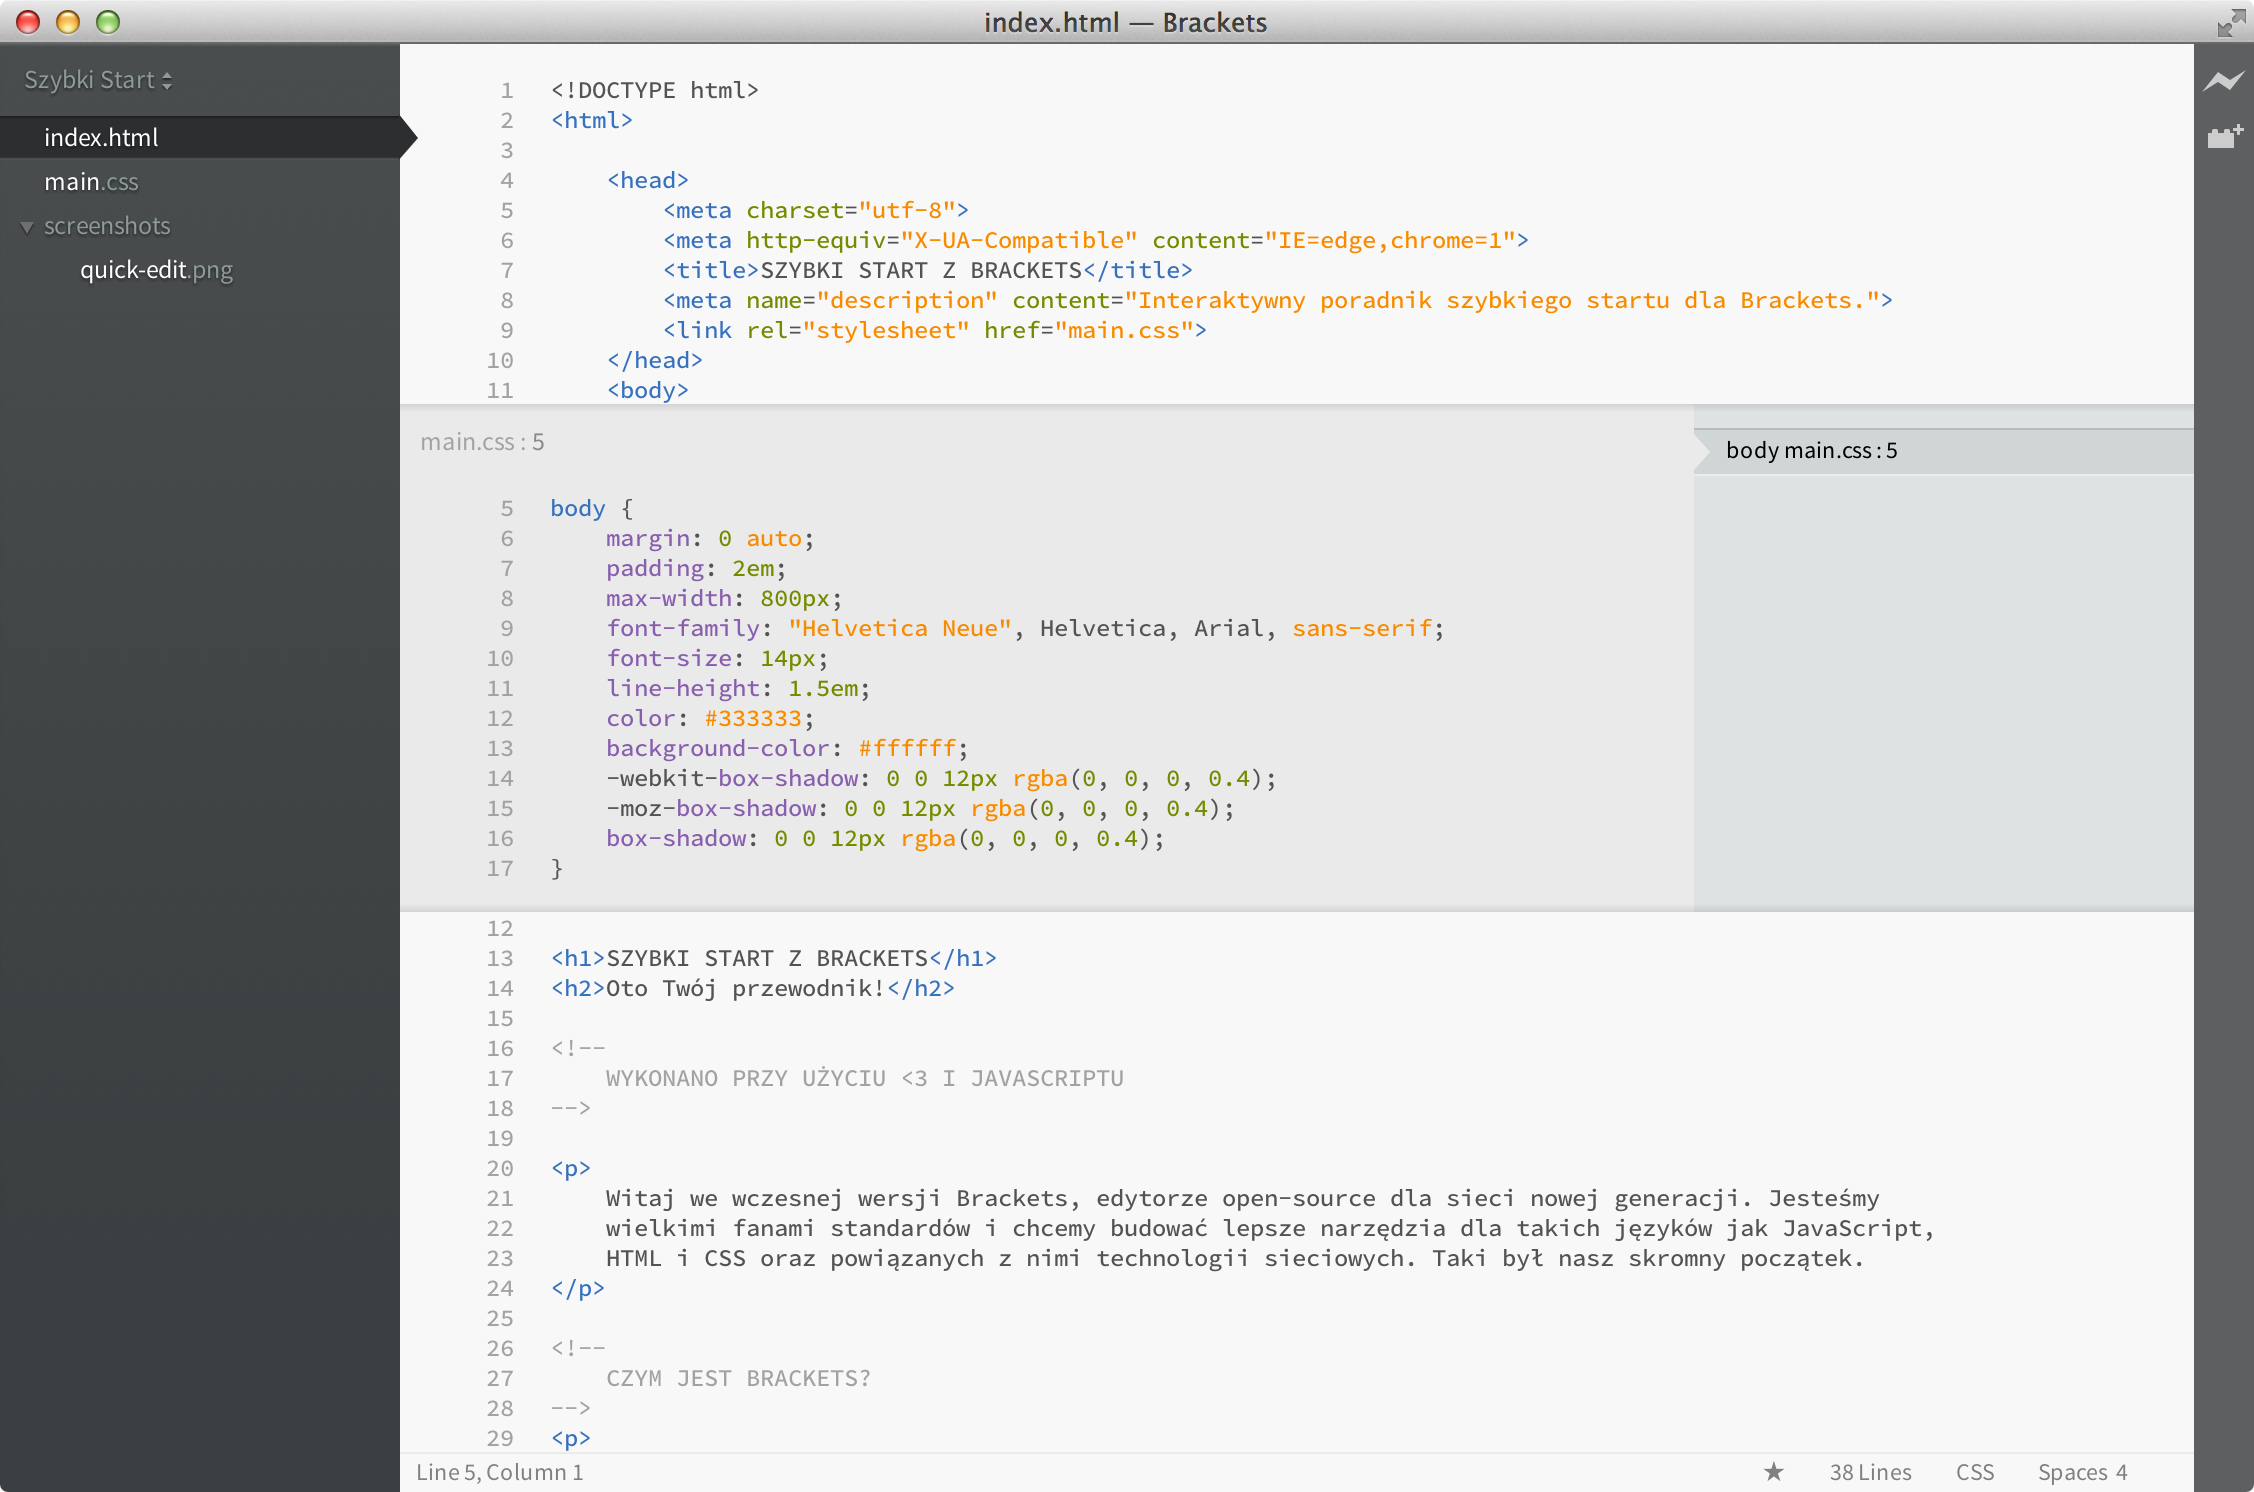 index.html — Brackets
Szybki Start
index.html
main.css
screenshots
quick-edit.png
1 <!DOCTYPE html>
2 <html>
3
4     <head>
5         <meta charset="utf-8">
6         <meta http-equiv="X-UA-Compatible" content="IE=edge,chrome=1">
7         <title>SZYBKI START Z BRACKETS</title>
8         <meta name="description" content="Interaktywny poradnik szybkiego startu dla Brackets.">
9         <link rel="stylesheet" href="main.css">
10     </head>
11     <body>
main.css : 5
body main.css : 5
5 body {
6     margin: 0 auto;
7     padding: 2em;
8     max-width: 800px;
9     font-family: "Helvetica Neue", Helvetica, Arial, sans-serif;
10     font-size: 14px;
11     line-height: 1.5em;
12     color: #333333;
13     background-color: #ffffff;
14     -webkit-box-shadow: 0 0 12px rgba(0, 0, 0, 0.4);
15     -moz-box-shadow: 0 0 12px rgba(0, 0, 0, 0.4);
16     box-shadow: 0 0 12px rgba(0, 0, 0, 0.4);
17 }
12
13 <h1>SZYBKI START Z BRACKETS</h1>
14 <h2>Oto Twój przewodnik!</h2>
15
16 <!--
17     WYKONANO PRZY UŻYCIU <3 I JAVASCRIPTU
18 -->
19
20 <p>
21     Witaj we wczesnej wersji Brackets, edytorze open-source dla sieci nowej generacji. Jesteśmy
22     wielkimi fanami standardów i chcemy budować lepsze narzędzia dla takich języków jak JavaScript,
23     HTML i CSS oraz powiązanych z nimi technologii sieciowych. Taki był nasz skromny początek.
24 </p>
25
26 <!--
27     CZYM JEST BRACKETS?
28 -->
29 <p>
Line 5, Column 1
38 Lines
CSS
Spaces 4